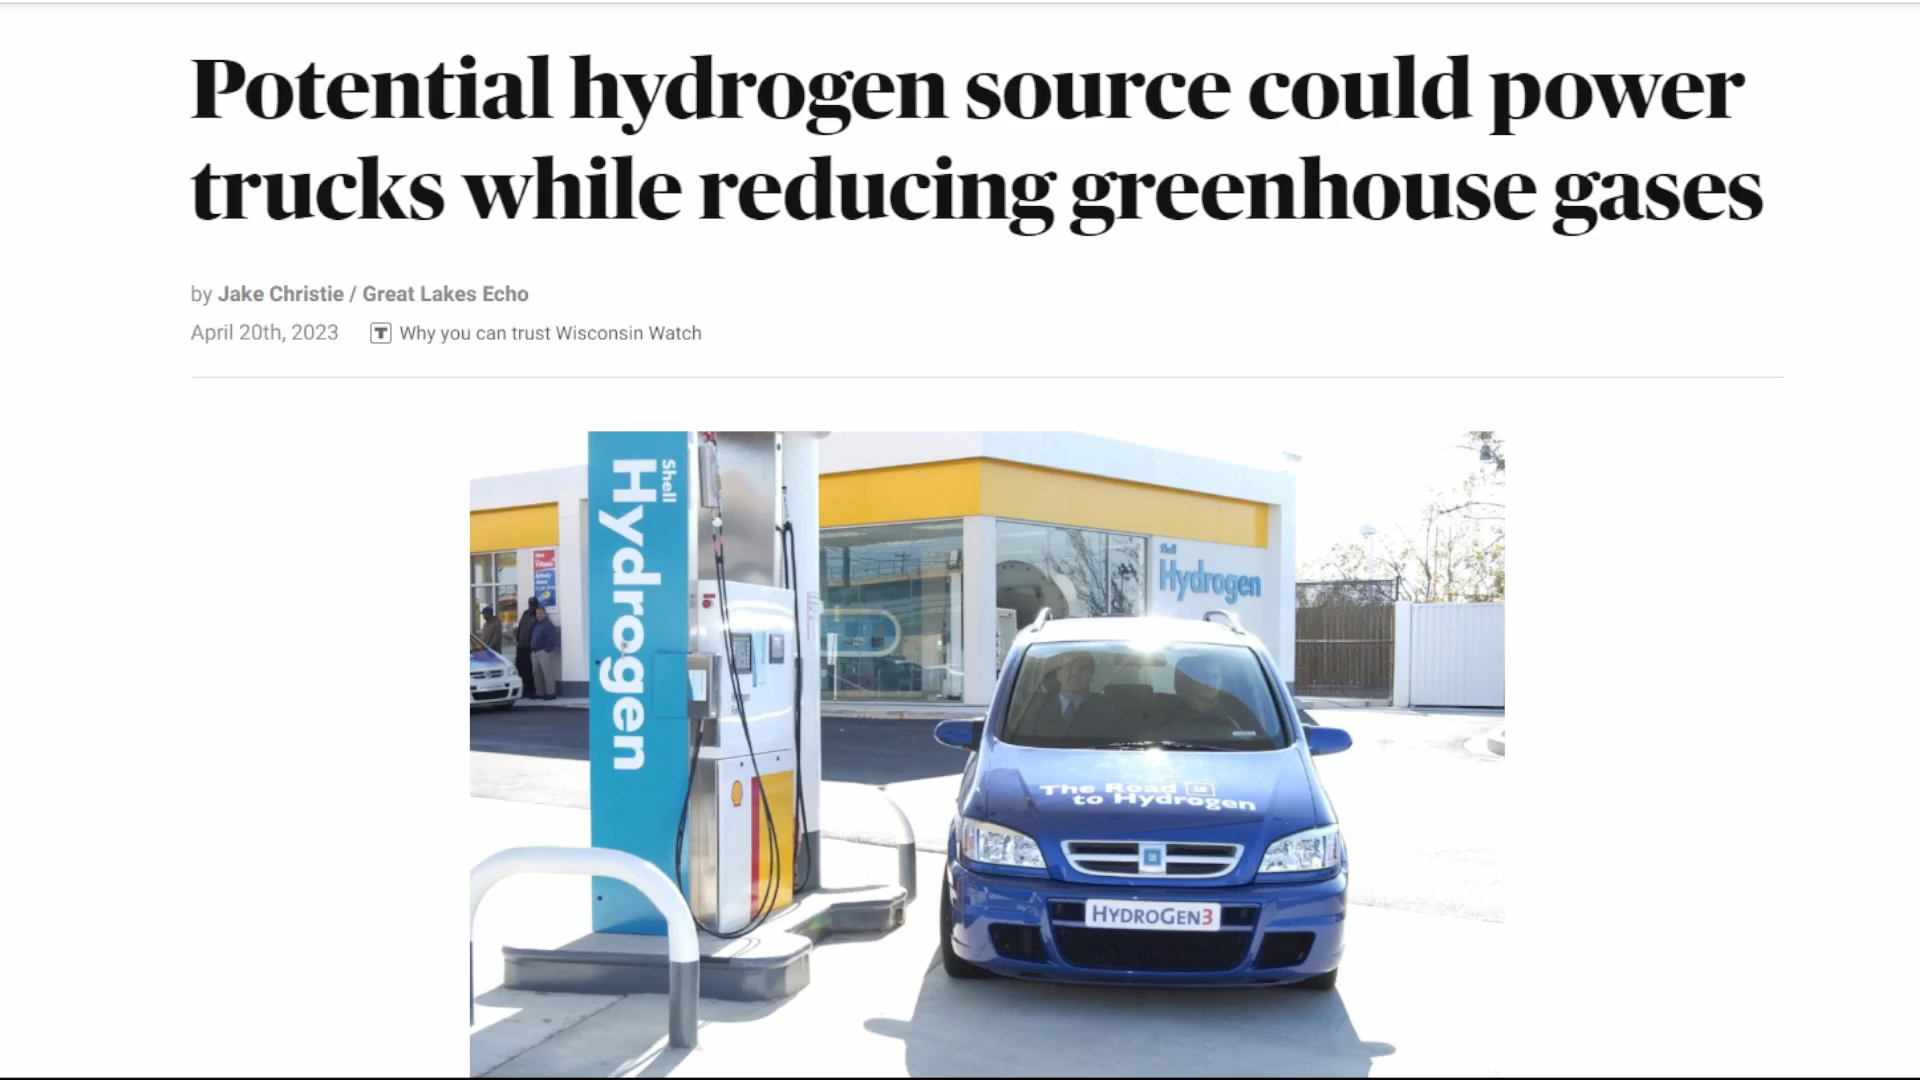 Potential hydrogen source could power
trucks while reducing greenhouse gases
by Jake Christie / Great Lakes Echo
April 20th, 2023
T Why you can trust Wisconsin Watch
Shell
Hydrogen
Shell
Hydrogen
The Road
to Hydrogen
HYDROGEN3